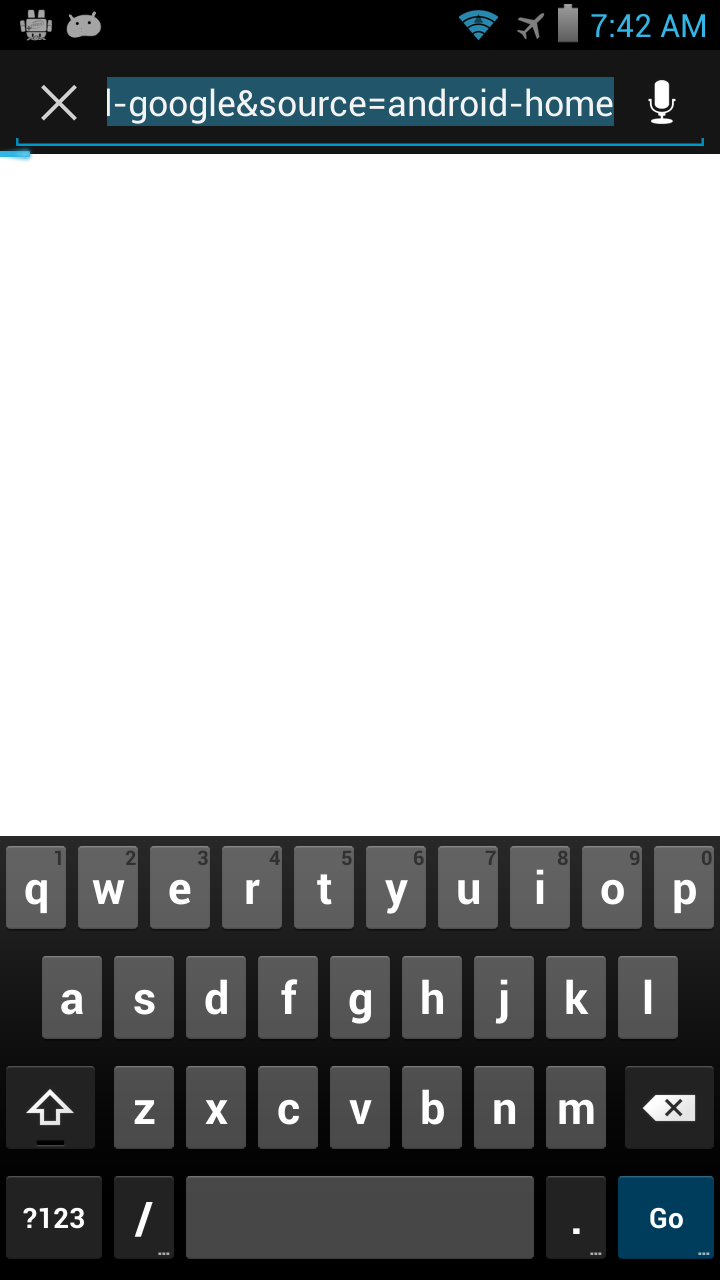 7:42 AM
l-google&source=android-home
1 2 3 4 5 6 7 8 9 0
q w e r t y u i o p
a s d f g h j k l
z x c v b n m
?123 / . Go